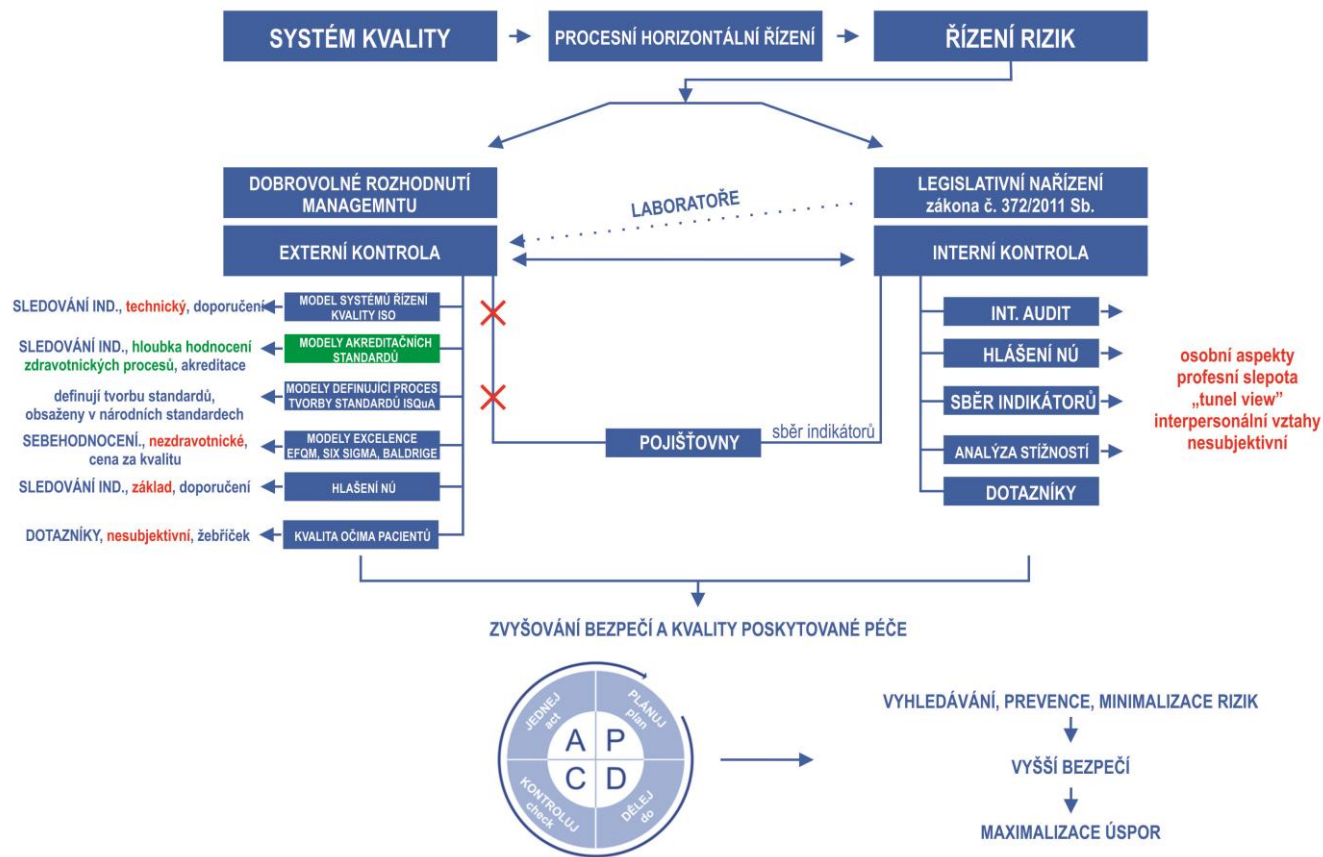 SYSTÉM KVALITY
PROCESNÍ HORIZONTÁLNÍ ŘÍZENÍ
ŘÍZENÍ RIZIK
DOBROVOLNÉ ROZHODNUTÍ
MANAGEMNTU
LABORATOŘE
LEGISLATIVNÍ NAŘÍZENÍ
zákona č. 372/2011 Sb.
EXTERNÍ KONTROLA
INTERNÍ KONTROLA
SLEDOVÁNÍ IND., technický, doporučení
MODEL SYSTÉMŮ ŘÍZENÍ
KVALITY ISO
SLEDOVÁNÍ IND., hloubka hodnocení
zdravotnických procesů, akreditace
MODELY AKREDITAČNÍCH
STANDARDŮ
definují tvorbu standardů,
obsaženy v národních standardech
MODELY DEFINUJÍCÍ PROCES
TVORBY STANDARDŮ ISQuA
SEBEHODNOCENÍ., nezdravotnické,
cena za kvalitu
MODELY EXCELENCE
EFQM, SIX SIGMA, BALDRIGE
SLEDOVÁNÍ IND., základ, doporučení
HLAŠENÍ NÚ
DOTAZNÍKY, nesubjektivní, žebříček
KVALITA OČIMA PACIENTŮ
POJIŠŤOVNY
sběr indikátorů
INT. AUDIT
HLÁŠENÍ NÚ
SBĚR INDIKÁTORŮ
ANALÝZA STÍŽNOSTÍ
DOTAZNÍKY
osobní aspekty
profesní slepota
„tunel view”
interpersonální vztahy
nesubjektivní
ZVYŠOVÁNÍ BEZPEČÍ A KVALITY POSKYTOVANÉ PÉČE
JEDNEJ
act
PLÁNUJ
plan
A P
C D
KONTROLUJ
check
DĚLEJ
do
VYHLEDÁVÁNÍ, PREVENCE, MINIMALIZACE RIZIK
VYŠŠÍ BEZPEČÍ
MAXIMALIZACE ÚSPOR